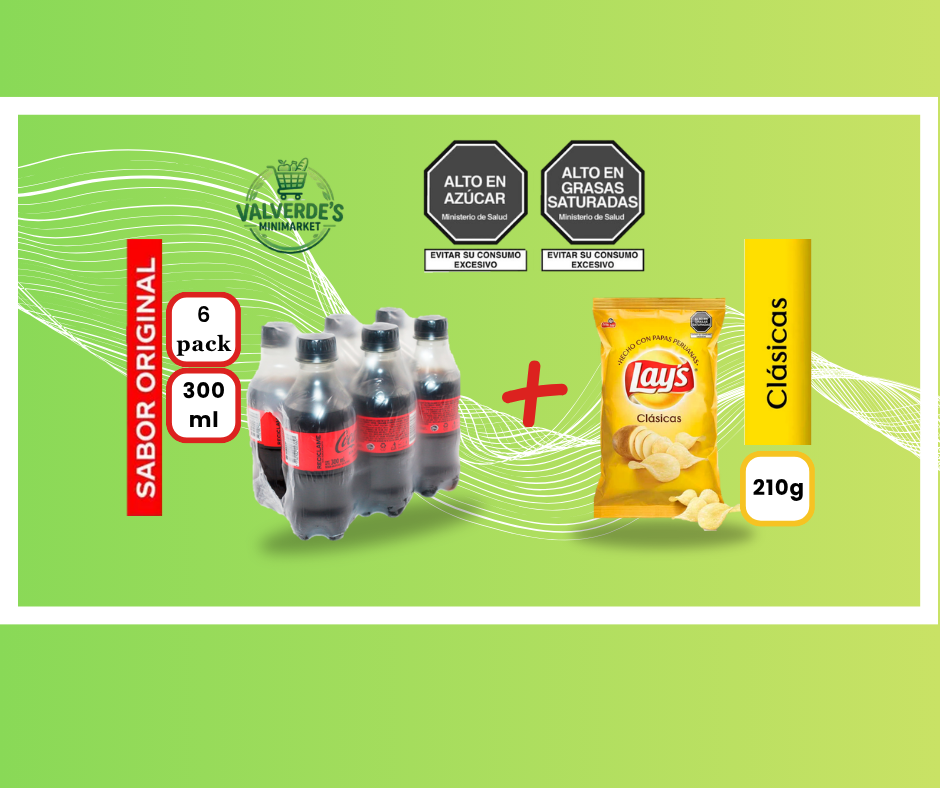 VALVERDE'S
MINIMARKET
ALTO EN
AZÚCAR
Ministerio de Salud
EVITAR SU CONSUMO
EXCESIVO
ALTO EN
GRASAS
SATURADAS
Ministerio de Salud
EVITAR SU CONSUMO
EXCESIVO
SABOR ORIGINAL
6
pack
300
ml
RECICLAME
HECHO CON PAPAS PERUANAS
Lay's
Clásicas
Clásicas
210g